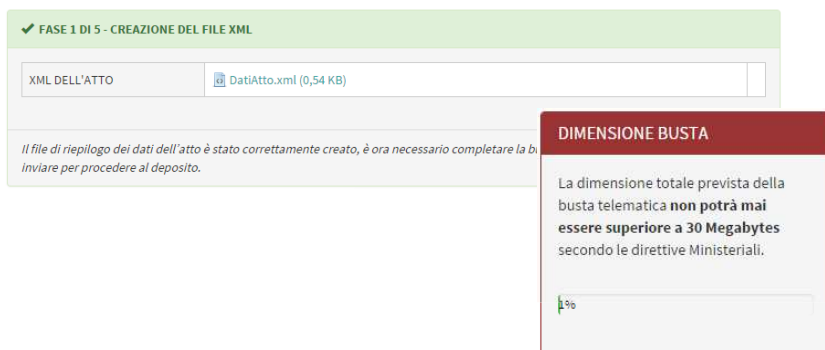 FASE 1 DI 5 - CREAZIONE DEL FILE XML
XML DELL'ATTO
DatiAtto.xml (0,54 KB)
Il file di riepilogo dei dati dell'atto è stato correttamente creato, è ora necessario completare la
inviare per procedere al deposito.
DIMENSIONE BUSTA
La dimensione totale prevista della
busta telematica non potrà mai
essere superiore a 30 Megabytes
secondo le direttive Ministeriali.
1%